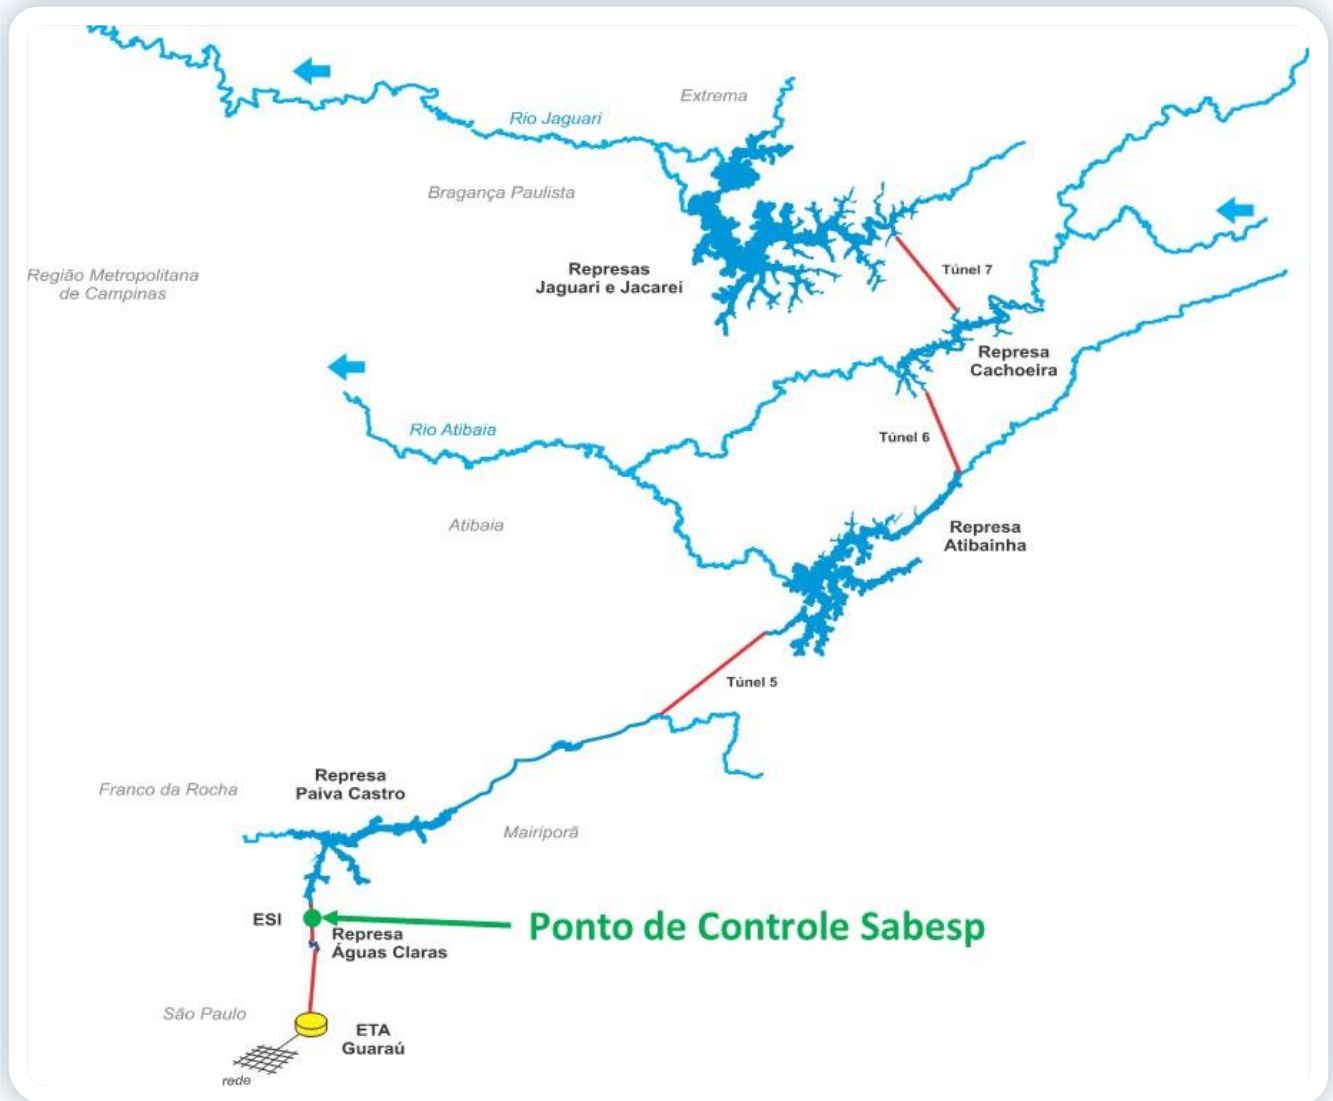 Extrema
Rio Jaguari
Bragança Paulista
Região Metropolitana
de Campinas
Represas
Jaguari e Jacarei
Túnel 7
Represa
Cachoeira
Rio Atibaia
Túnel 6
Atibaia
Represa
Atibainha
Túnel 5
Franco da Rocha
Represa
Paiva Castro
Mairiporã
ESI
Ponto de Controle Sabesp
Represa
Águas Claras
São Paulo
ETA
Guaraú
rede